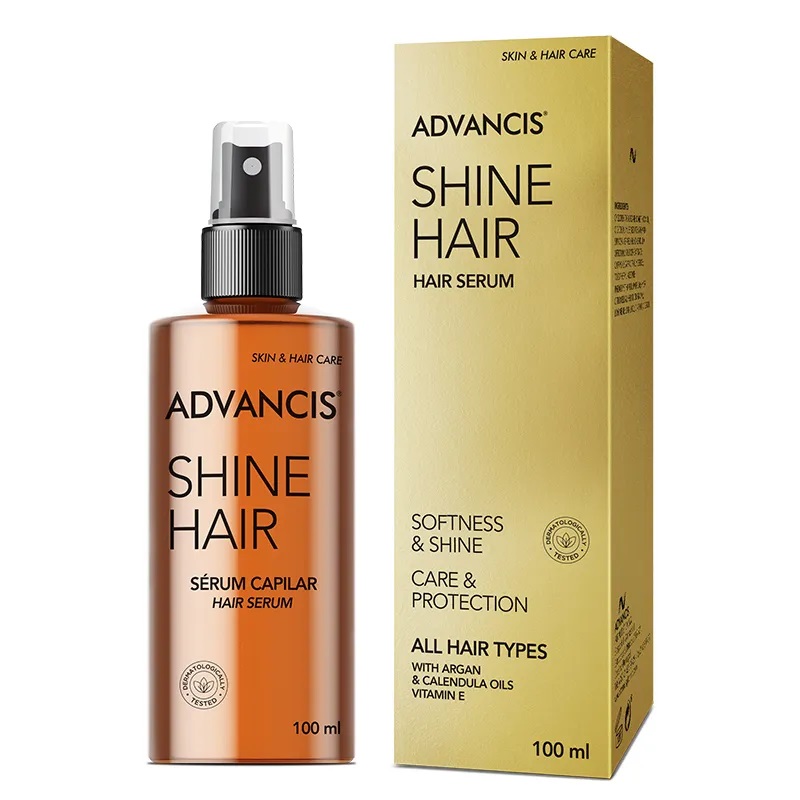 SKIN & HAIR CARE
ADVANCIS®
SHINE
HAIR
SÉRUM CAPILAR
HAIR SERUM
DERMATOLOGICALLY
TESTED
100 ml
SKIN & HAIR CARE
ADVANCIS®
SHINE
HAIR
HAIR SERUM
SOFTNESS
& SHINE
DERMATOLOGICALLY
TESTED
CARE &
PROTECTION
ALL HAIR TYPES
WITH ARGAN
& CALENDULA OILS
VITAMIN E
100 ml
INGREDIENTS:
ADVANCIS